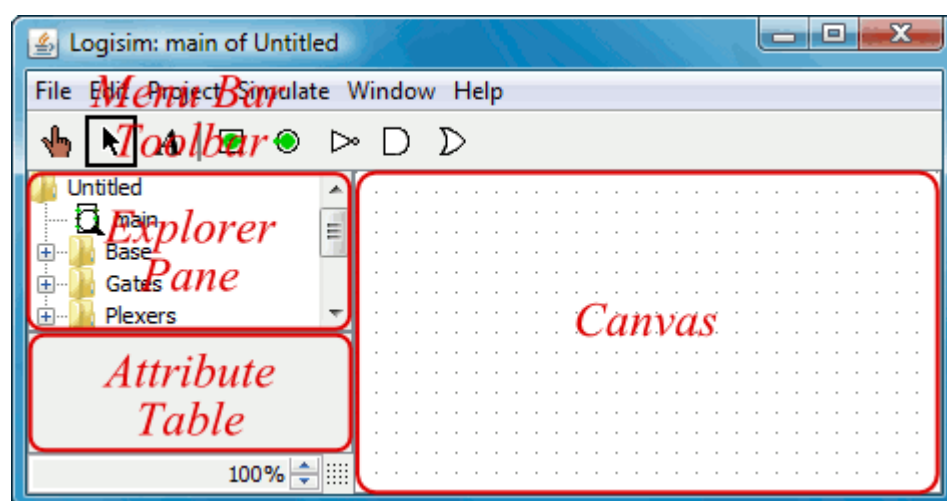 Logisim: main of Untitled
File Edit Project Simulate Window Help
Menu Bar
Toolbar
A
Untitled
main
Base
Gates
Plexers
Explorer
Pane
Canvas
Attribute
Table
100%